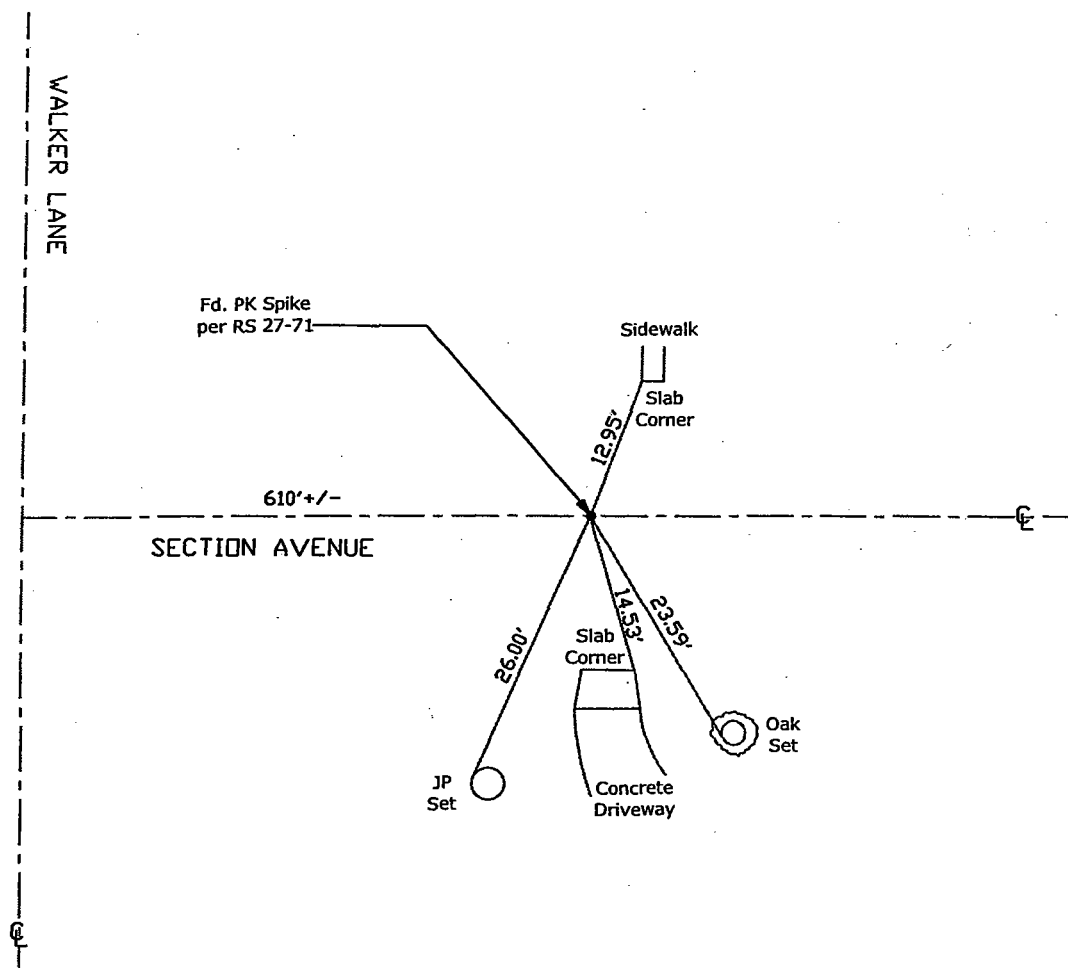 WALKER LANE
Fd. PK Spike
per RS 27-71
Sidewalk
Slab
Corner
12.95'
610'+/-
℄
SECTION AVENUE
14.53'
23.59'
26.00'
Slab
Corner
Oak
Set
JP
Set
Concrete
Driveway
℄